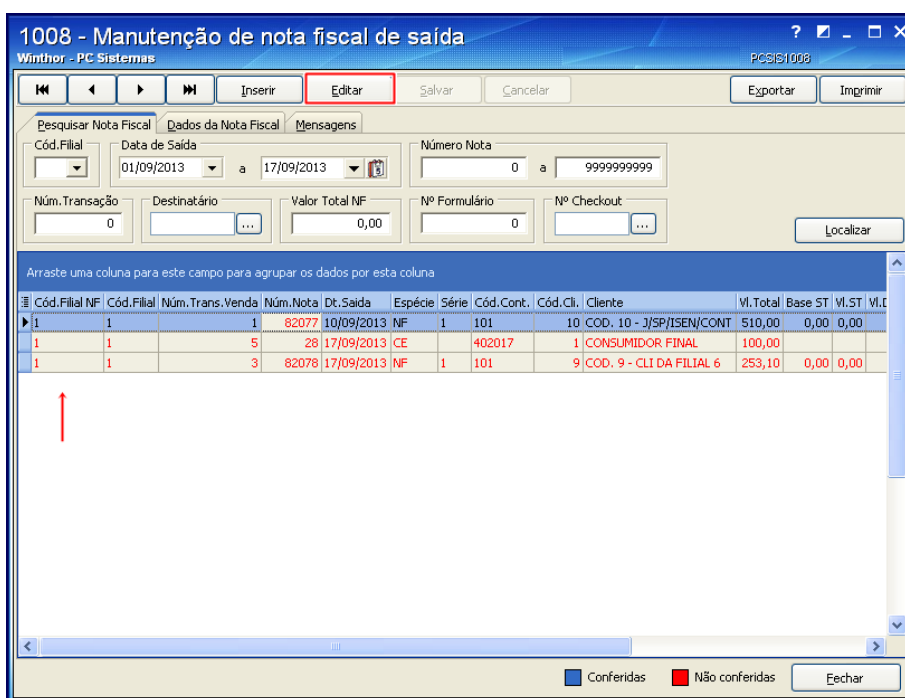 1008 - Manutenção de nota fiscal de saída
Winthor - PC Sistemas
PCSIS1008
Inserir Editar Salvar Cancelar Exportar Imprimir
Pesquisar Nota Fiscal Dados da Nota Fiscal Mensagens
Cód.Filial Data de Saída Número Nota
01/09/2013 a 17/09/2013 0 a 9999999999
Núm.Transação Destinatário Valor Total NF Nº Formulário Nº Checkout
0 ... 0,00 0 ... Localizar
Arraste uma coluna para este campo para agrupar os dados por esta coluna
Cód.Filial NF Cód.Filial Núm.Trans.Venda Núm.Nota Dt.Saida Espécie Série Cód.Cont. Cód.Cli. Cliente Vl.Total Base ST Vl.ST
1 1 1 82077 10/09/2013 NF 1 101 10 COD. 10 - J/SP/ISEN/CONT 510,00 0,00 0,00
1 1 5 28 17/09/2013 CE 402017 1 CONSUMIDOR FINAL 100,00
1 1 3 82078 17/09/2013 NF 1 101 9 COD. 9 - CLI DA FILIAL 6 253,10 0,00 0,00
Conferidas Não conferidas Fechar